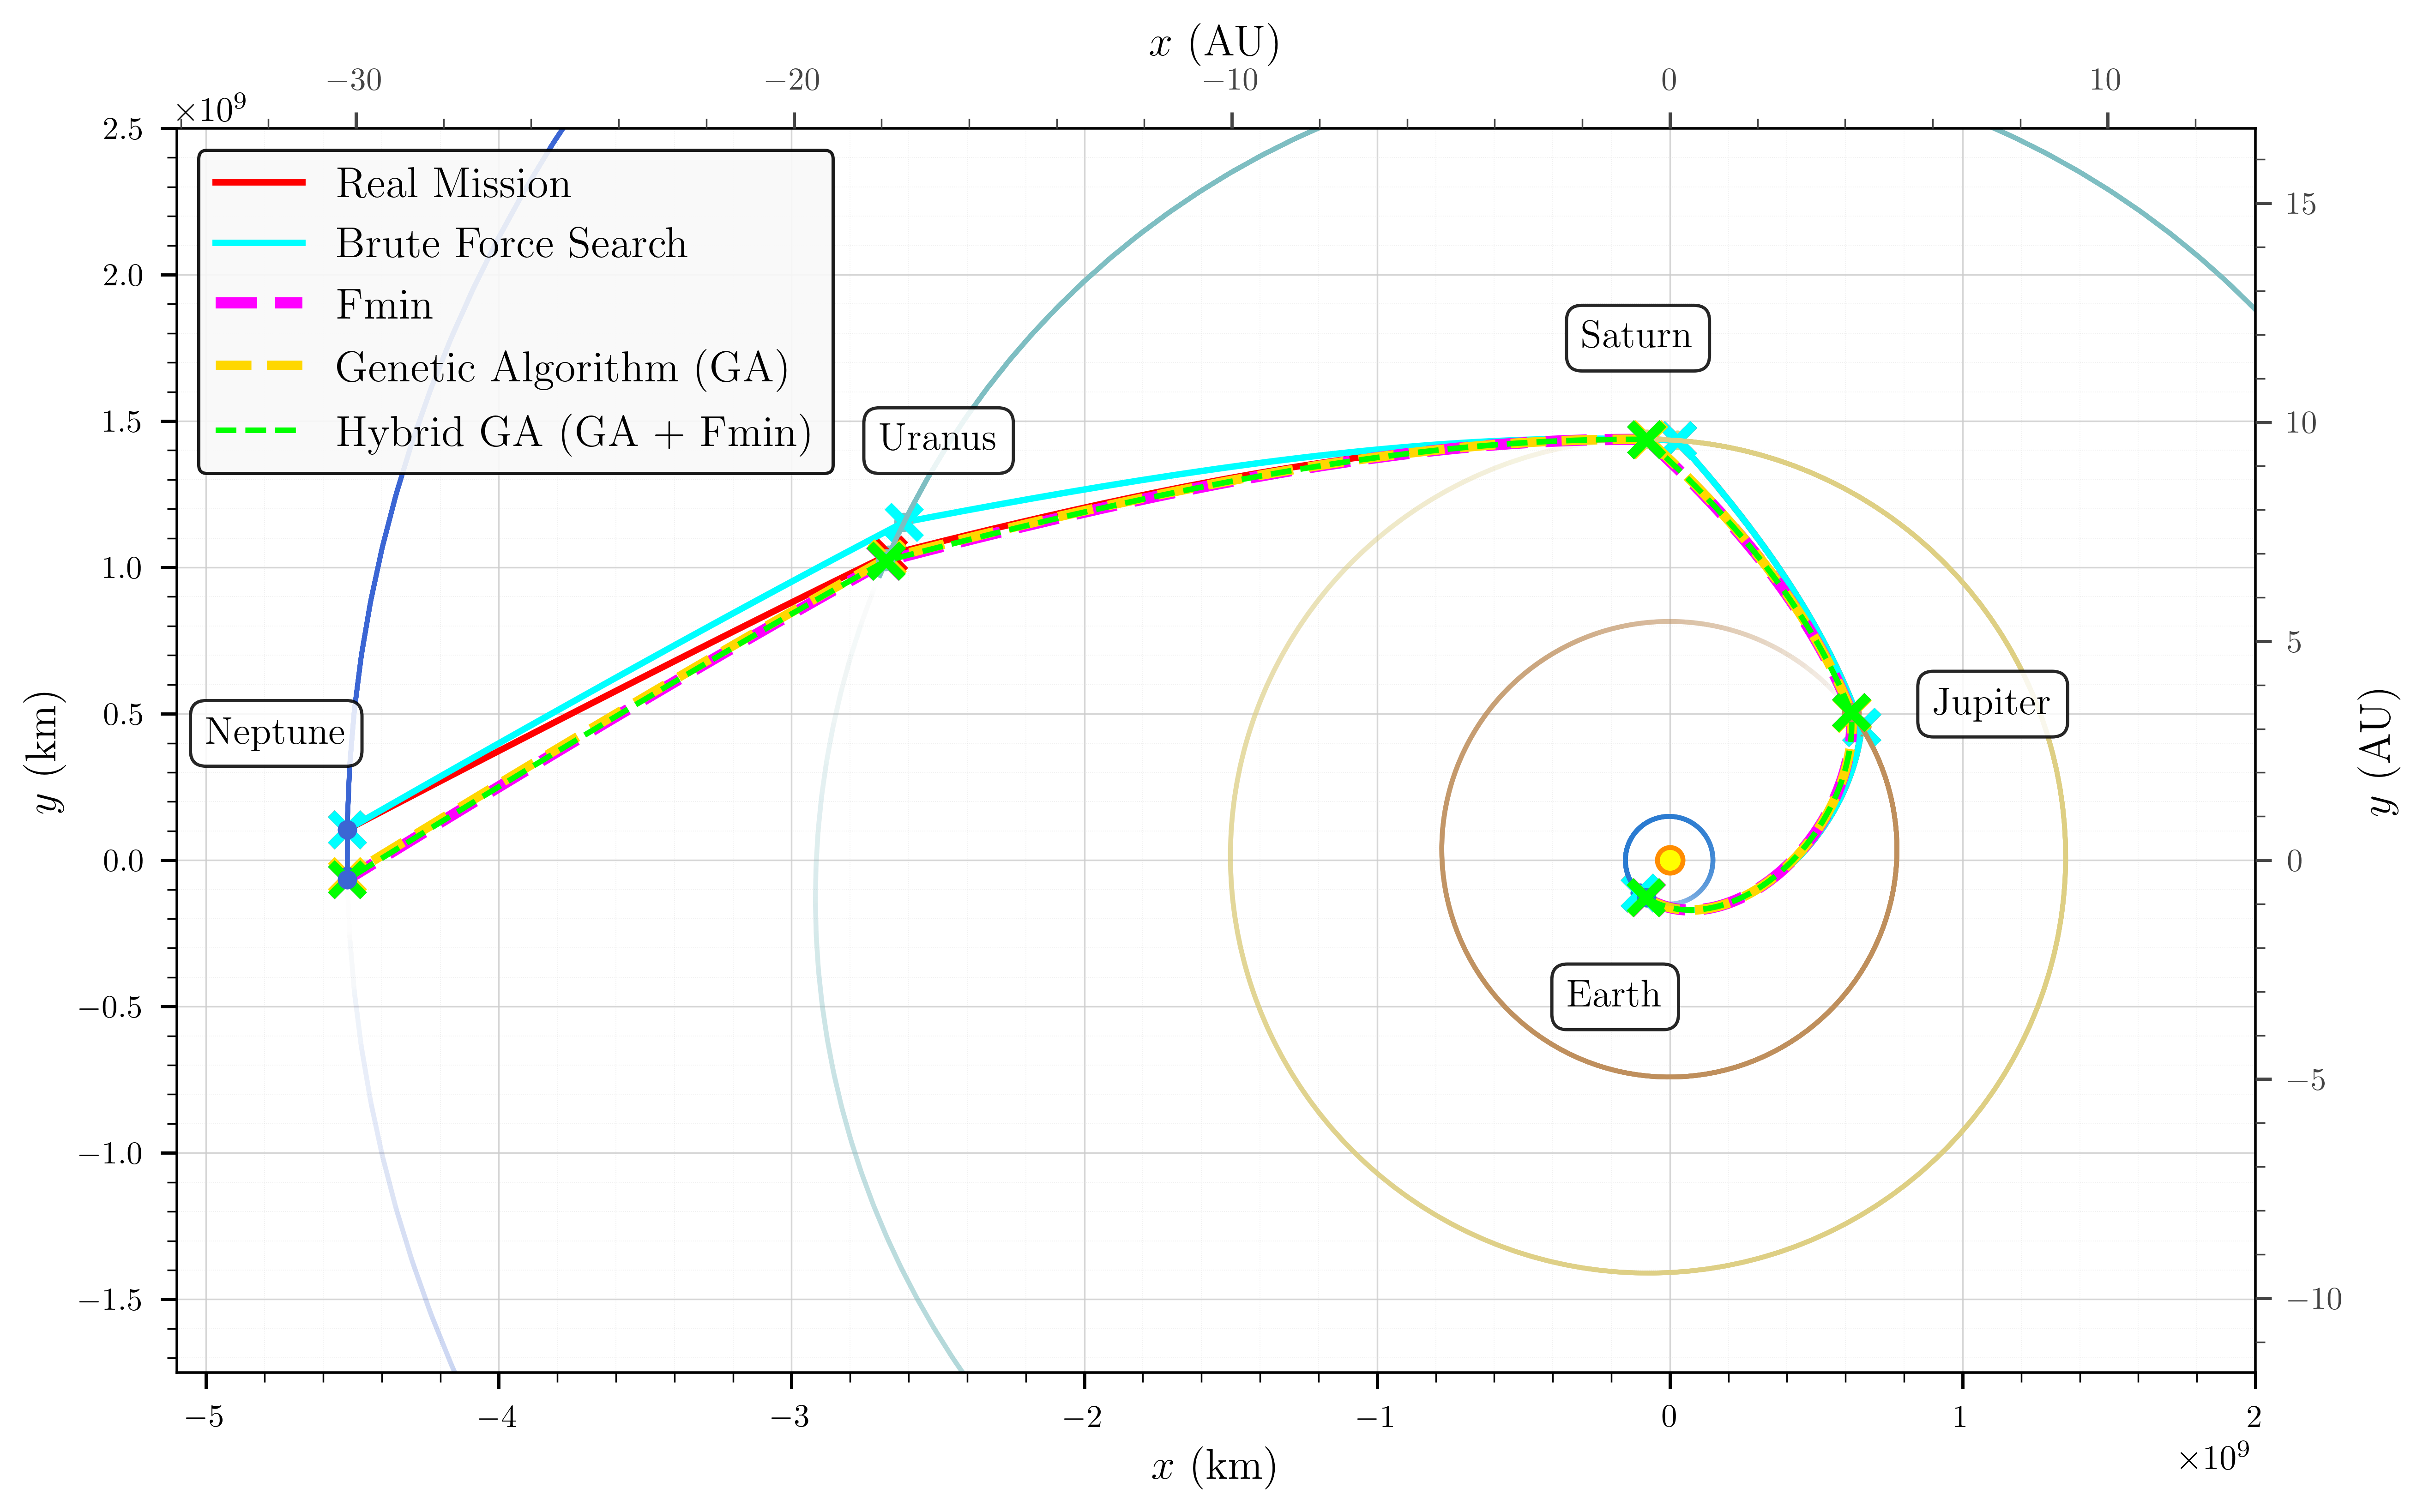 x (AU)
−30
−20
−10
0
10
×10⁹
2.5
2.0
1.5
1.0
0.5
0.0
−0.5
−1.0
−1.5
y (km)
Real Mission
Brute Force Search
Fmin
Genetic Algorithm (GA)
Hybrid GA (GA + Fmin)
Saturn
Uranus
Jupiter
Neptune
Earth
15
10
5
0
−5
−10
y (AU)
−5
−4
−3
−2
−1
0
1
2
x (km)
×10⁹